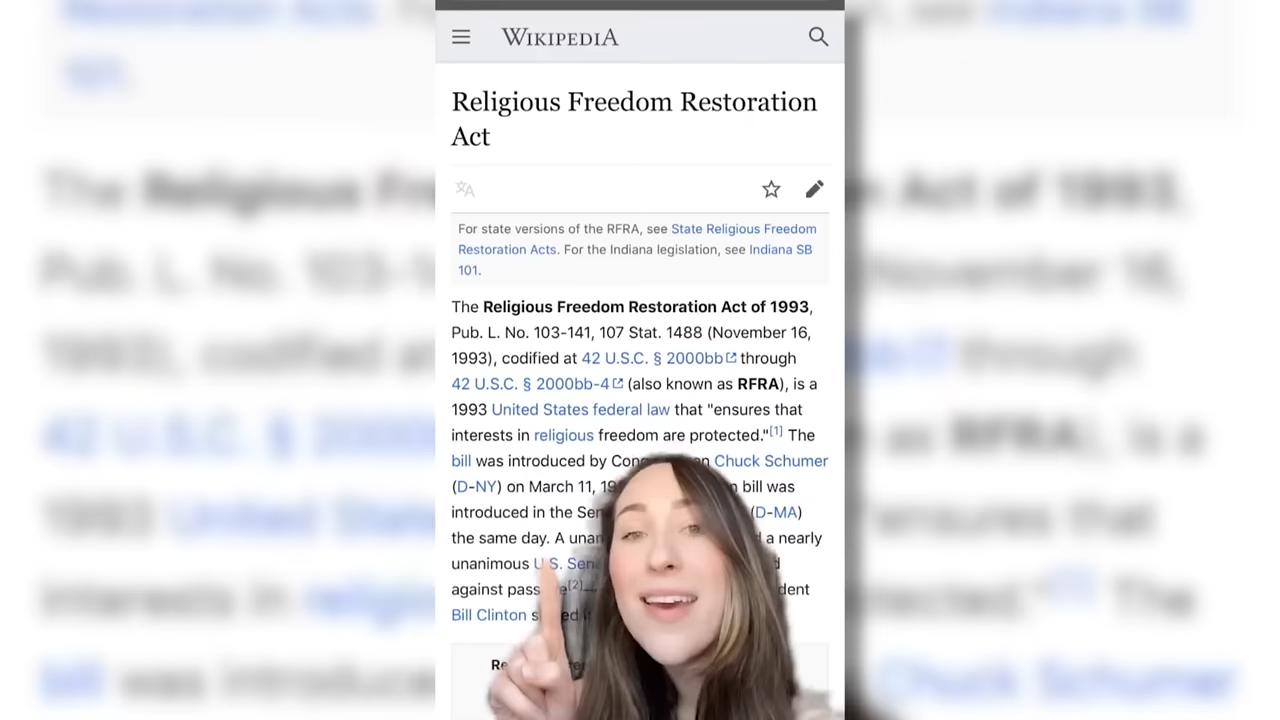 WIKIPEDIA
Religious Freedom Restoration
Act
For state versions of the RFRA, see State Religious Freedom
Restoration Acts. For the Indiana legislation, see Indiana SB
101.
The Religious Freedom Restoration Act of 1993,
Pub. L. No. 103-141, 107 Stat. 1488 (November 16,
1993), codified at 42 U.S.C. § 2000bb through
42 U.S.C. § 2000bb-4 (also known as RFRA), is a
1993 United States federal law that "ensures that
interests in religious freedom are protected."[1] The
bill was introduced by Chuck Schumer
(D-NY) on March 11, bill was
introduced in the (D-MA)
the same day. A a nearly
unanimous U.S.
against [2]
Bill Clinton